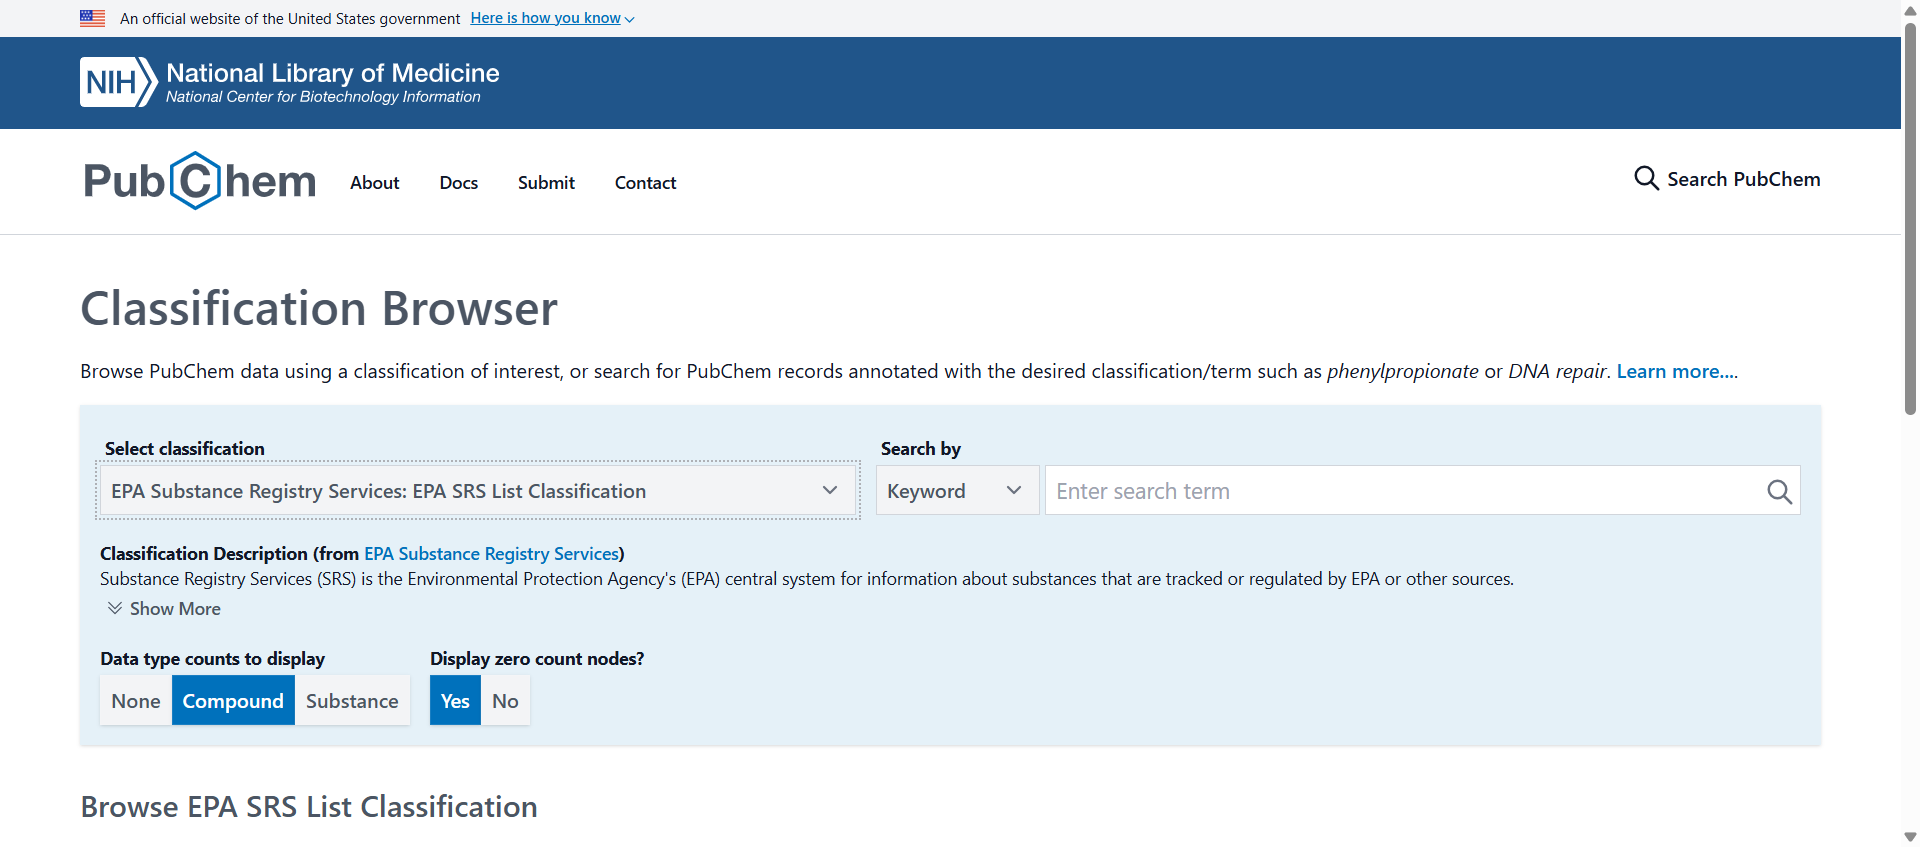 An official website of the United States government Here is how you know
NIH National Library of Medicine
National Center for Biotechnology Information
PubChem About Docs Submit Contact Search PubChem
Classification Browser
Browse PubChem data using a classification of interest, or search for PubChem records annotated with the desired classification/term such as phenylpropionate or DNA repair. Learn more....
Select classification Search by
EPA Substance Registry Services: EPA SRS List Classification Keyword Enter search term
Classification Description (from EPA Substance Registry Services)
Substance Registry Services (SRS) is the Environmental Protection Agency's (EPA) central system for information about substances that are tracked or regulated by EPA or other sources.
Show More
Data type counts to display Display zero count nodes?
None Compound Substance Yes No
Browse EPA SRS List Classification